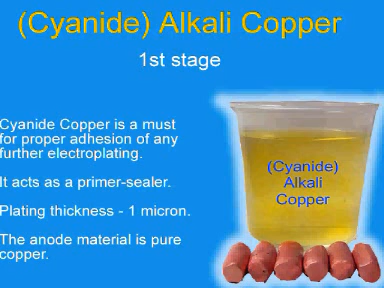 (Cyanide) Alkali Copper
1st stage
Cyanide Copper is a must
for proper adhesion of any
further electroplating.
It acts as a primer-sealer.
Plating thickness - 1 micron.
The anode material is pure
copper.
(Cyanide)
Alkali
Copper